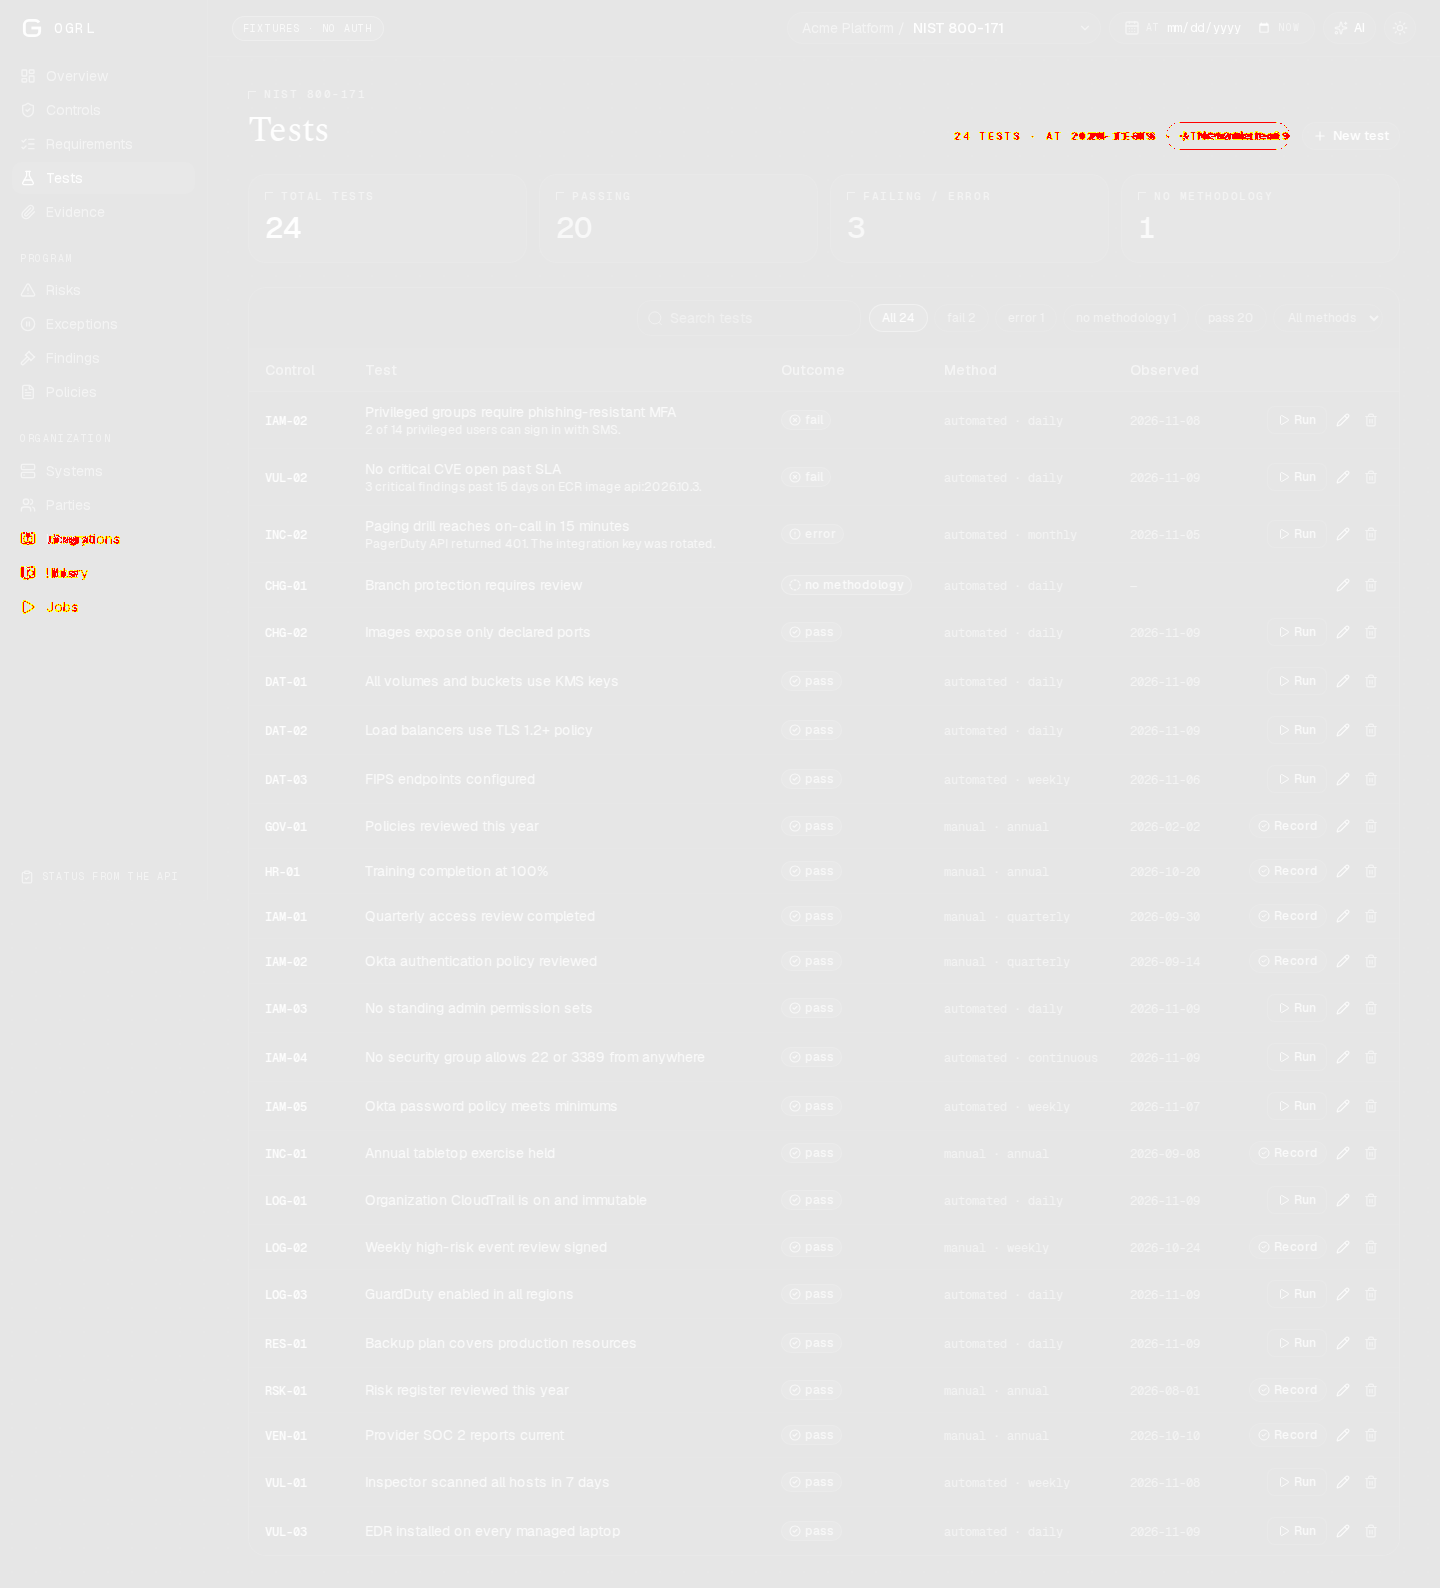 OGRL
FIXTURES NO AUTH
Acme Platform / NIST 800-171
AT mm/dd/yyyy NOW
AI
Overview
Controls
Requirements
Tests
Evidence
PROGRAM
Risks
Exceptions
Findings
Policies
ORGANIZATION
Systems
Parties
Jobs
STATUS FROM THE API
NIST 800-171
Tests
24 TESTS · AT
New test
TOTAL TESTS
24
PASSING
20
FAILING / ERROR
3
NO METHODOLOGY
1
Search tests
All 24 fail 2 error 1 no methodology 1 pass 20 All methods
Control Test Outcome Method Observed
IAM-02 Privileged groups require phishing-resistant MFA fail automated - daily 2026-11-08 Run
2 of 14 privileged users can sign in with SMS.
VUL-02 No critical CVE open past SLA fail automated - daily 2026-11-09 Run
3 critical findings past 15 days on ECR image api:2026.10.3.
INC-02 Paging drill reaches on-call in 15 minutes error automated - monthly 2026-11-05 Run
PagerDuty API returned 401. The integration key was rotated.
CHG-01 Branch protection requires review no methodology automated - daily -
CHG-02 Images expose only declared ports pass automated - daily 2026-11-09 Run
DAT-01 All volumes and buckets use KMS keys pass automated - daily 2026-11-09 Run
DAT-02 Load balancers use TLS 1.2+ policy pass automated - daily 2026-11-09 Run
DAT-03 FIPS endpoints configured pass automated - weekly 2026-11-06 Run
GOV-01 Policies reviewed this year pass manual - annual 2026-02-02 Record
HR-01 Training completion at 100% pass manual - annual 2026-10-20 Record
IAM-01 Quarterly access review completed pass manual - quarterly 2026-09-30 Record
IAM-02 Okta authentication policy reviewed pass manual - quarterly 2026-09-14 Record
IAM-03 No standing admin permission sets pass automated - daily 2026-11-09 Run
IAM-04 No security group allows 22 or 3389 from anywhere pass automated - continuous 2026-11-09 Run
IAM-05 Okta password policy meets minimums pass automated - weekly 2026-11-07 Run
INC-01 Annual tabletop exercise held pass manual - annual 2026-09-08 Record
LOG-01 Organization CloudTrail is on and immutable pass automated - daily 2026-11-09 Run
LOG-02 Weekly high-risk event review signed pass manual - weekly 2026-10-24 Record
LOG-03 GuardDuty enabled in all regions pass automated - daily 2026-11-09 Run
RES-01 Backup plan covers production resources pass automated - daily 2026-11-09 Run
RSK-01 Risk register reviewed this year pass manual - annual 2026-08-01 Record
VEN-01 Provider SOC 2 reports current pass manual - annual 2026-10-10 Record
VUL-01 Inspector scanned all hosts in 7 days pass automated - weekly 2026-11-08 Run
VUL-03 EDR installed on every managed laptop pass automated - daily 2026-11-09 Run